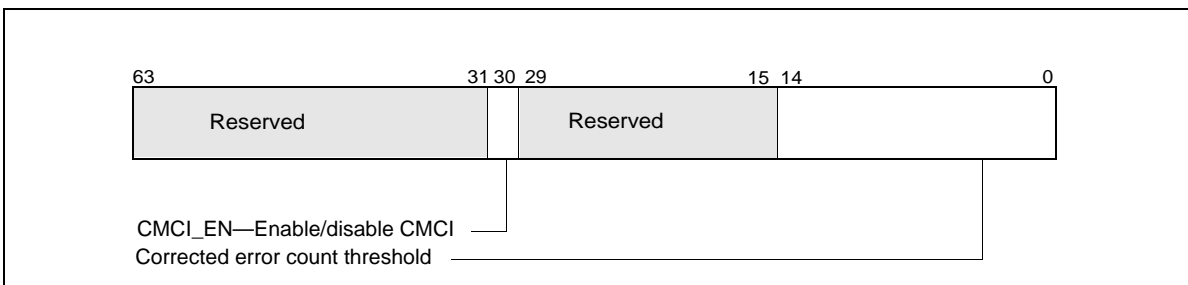 63 31 30 29 15 14 0
Reserved Reserved
CMCI_EN—Enable/disable CMCI
Corrected error count threshold